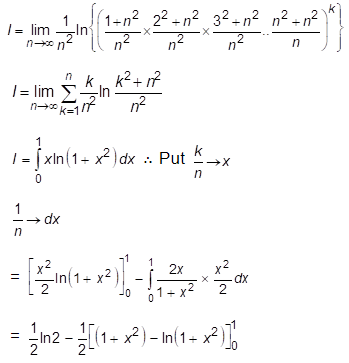 I = lim_{n→∞} 1/n² ln{((1+n²)/n² × (2²+n²)/n² × (3²+n²)/n² .. (n²+n²)/n)^k}
I = lim_{n→∞} ∑_{k=1}^{n} k/n² ln (k²+n²)/n²
I = ∫_0^1 xln(1+x²)dx ∴ Put k/n → x
1/n → dx
= [x²/2 ln(1+x²)]_0^1 − ∫_0^1 2x/(1+x²) × x²/2 dx
= 1/2 ln2 − 1/2[(1+x²) − ln(1+x²)]_0^1